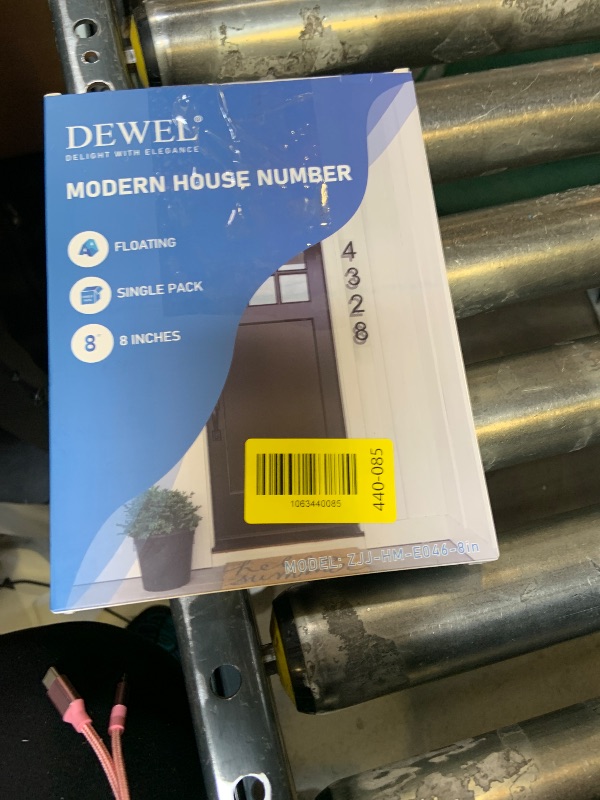 DEWEL®
DELIGHT WITH ELEGANCE
MODERN HOUSE NUMBER
FLOATING
SINGLE PACK
8" 8 INCHES
4
3
2
8
1063440085
440-085
MODEL: ZJJ-HM-E046-8in